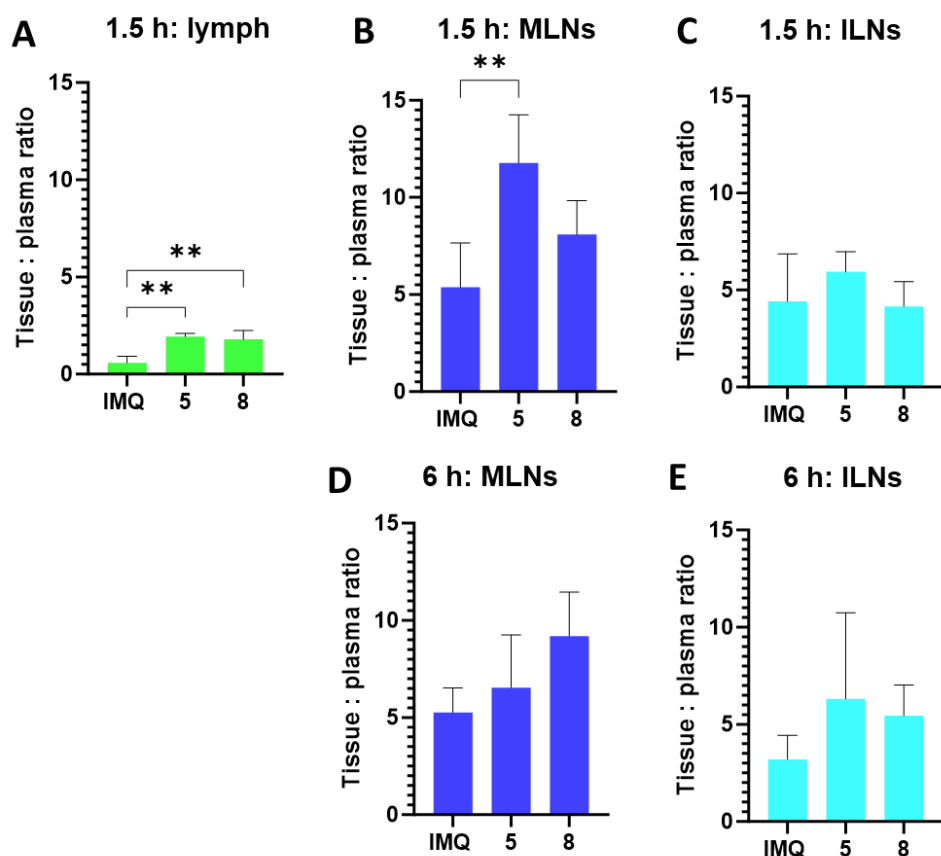 A 1.5 h: lymph
Tissue : plasma ratio
15
10
5
0
**
**
IMQ 5 8
B 1.5 h: MLNs
Tissue : plasma ratio
15
10
5
0
**
IMQ 5 8
C 1.5 h: ILNs
Tissue : plasma ratio
15
10
5
0
IMQ 5 8
D 6 h: MLNs
Tissue : plasma ratio
15
10
5
0
IMQ 5 8
E 6 h: ILNs
Tissue : plasma ratio
15
10
5
0
IMQ 5 8